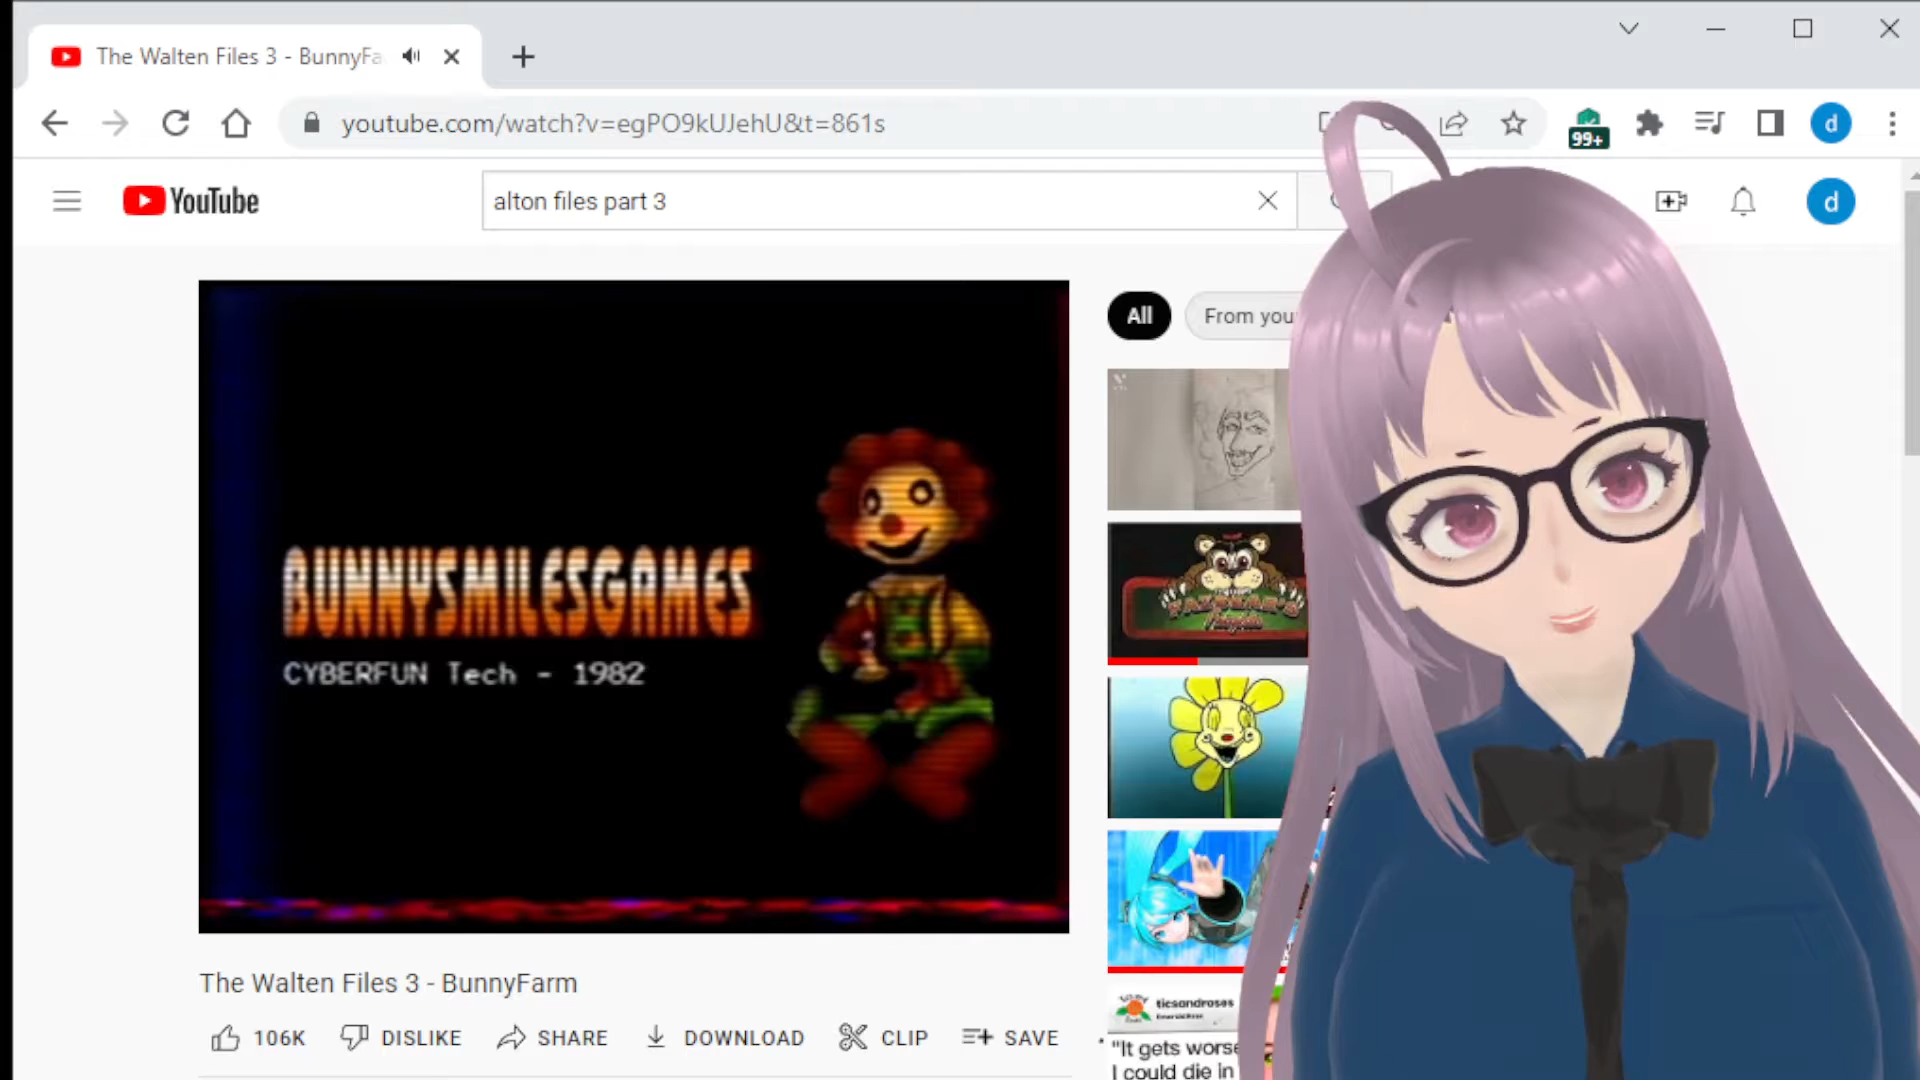 The Walten Files 3 - BunnyFa
youtube.com/watch?v=egPO9kUJehU&t=861s
99+
d
YouTube
alton files part 3
d
All
From you
BUNNYSMILESGAMES
CYBERFUN Tech - 1982
The Walten Files 3 - BunnyFarm
106K
DISLIKE
SHARE
DOWNLOAD
CLIP
SAVE
ticsandroses
"It gets worse
I could die in